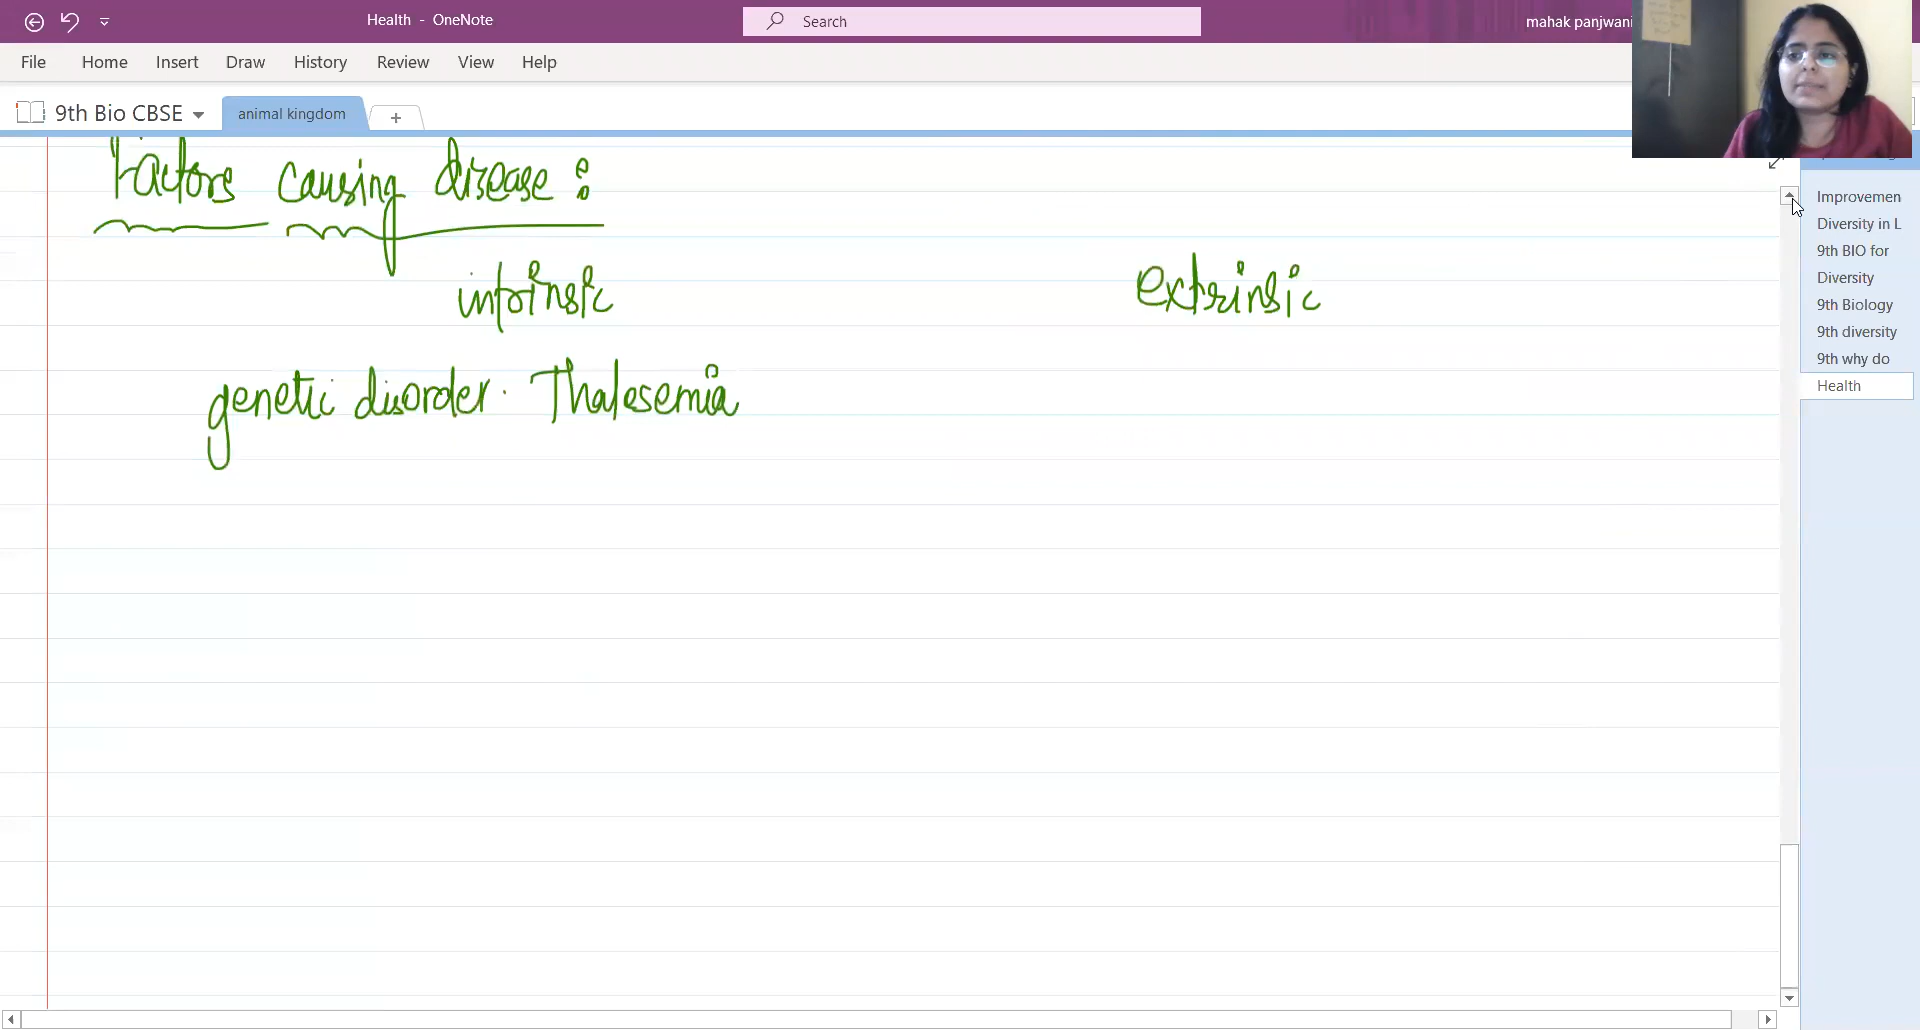 Health - OneNote
Search
mahak panjwani
File Home Insert Draw History Review View Help
9th Bio CBSE
animal kingdom
+
Factors causing disease :
intrinsic
extrinsic
genetic disorder. Thalesemia
Improvemen
Diversity in L
9th BIO for
Diversity
9th Biology
9th diversity
9th why do
Health